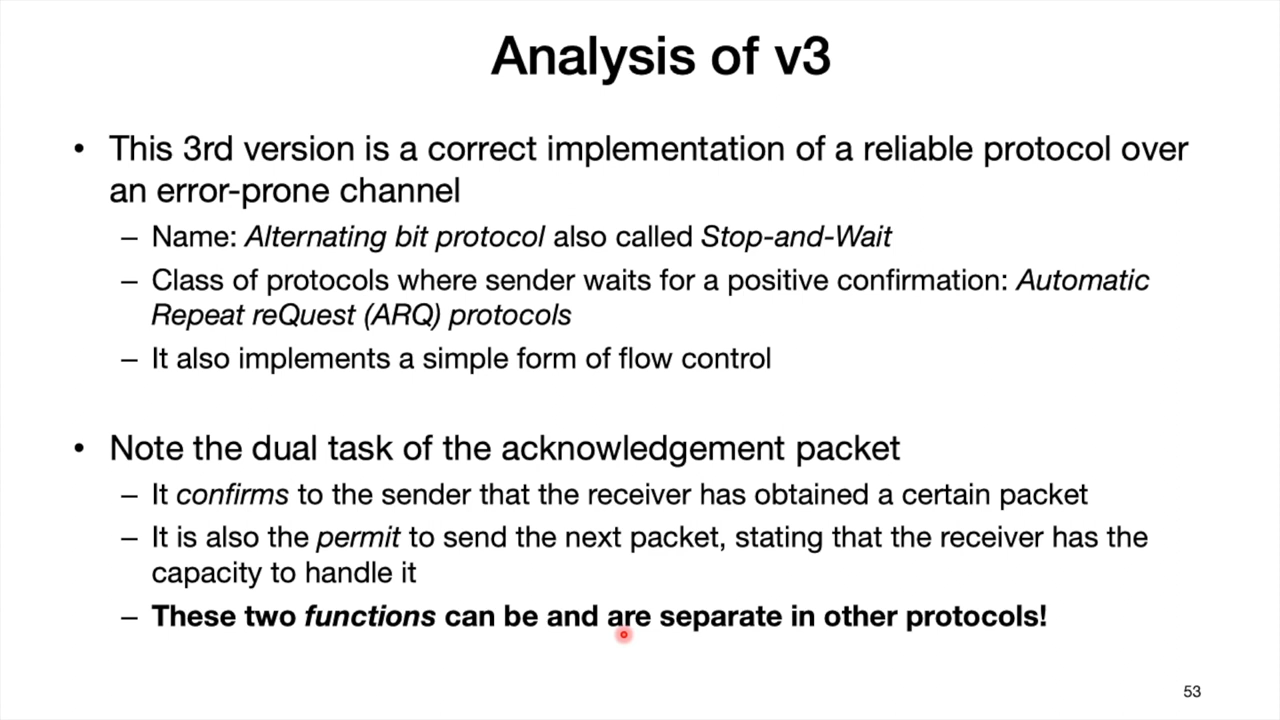 Analysis of v3
• This 3rd version is a correct implementation of a reliable protocol over
an error-prone channel
– Name: Alternating bit protocol also called Stop-and-Wait
– Class of protocols where sender waits for a positive confirmation: Automatic
Repeat reQuest (ARQ) protocols
– It also implements a simple form of flow control
• Note the dual task of the acknowledgement packet
– It confirms to the sender that the receiver has obtained a certain packet
– It is also the permit to send the next packet, stating that the receiver has the
capacity to handle it
– These two functions can be and are separate in other protocols!
53